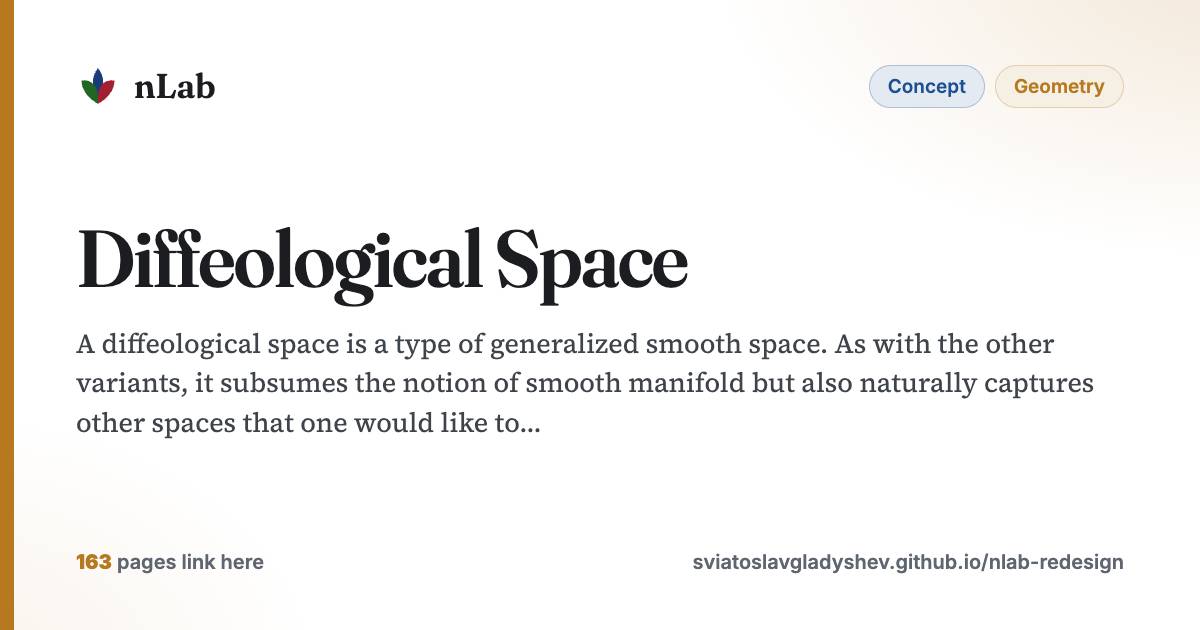 nLab
Concept
Geometry
Diffeological Space
A diffeological space is a type of generalized smooth space. As with the other
variants, it subsumes the notion of smooth manifold but also naturally captures
other spaces that one would like to...
163 pages link here
sviatoslavgladyshev.github.io/nlab-redesign